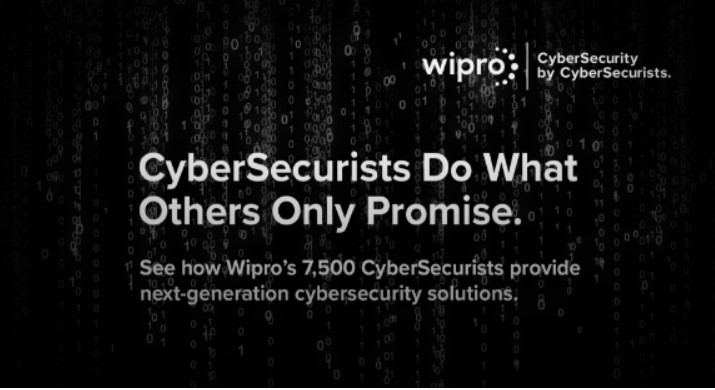 wipro
CyberSecurity
by CyberSecurists.
CyberSecurists Do What
Others Only Promise.
See how Wipro's 7,500 CyberSecurists provide
next-generation cybersecurity solutions.